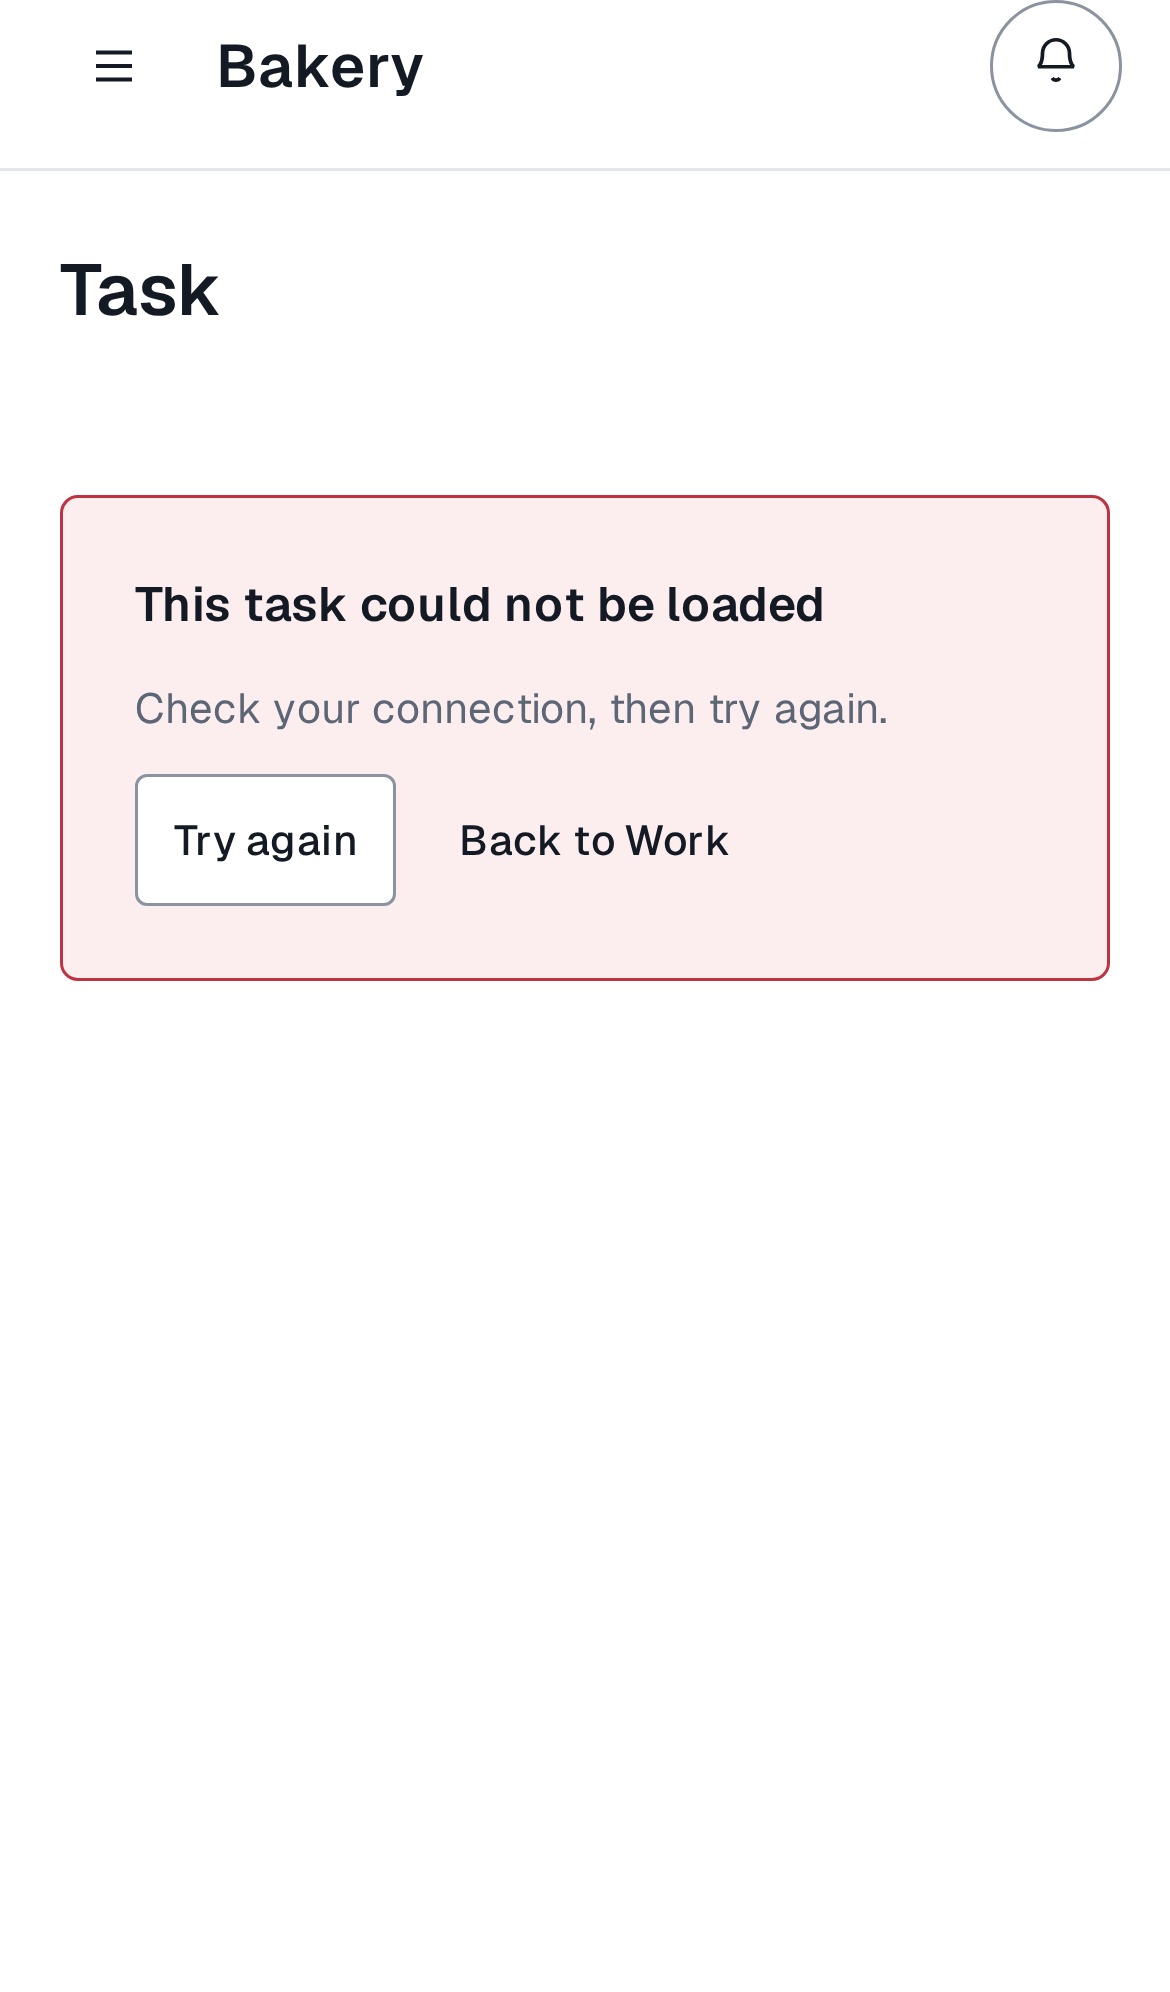 Bakery
Task
This task could not be loaded
Check your connection, then try again.
Try again
Back to Work